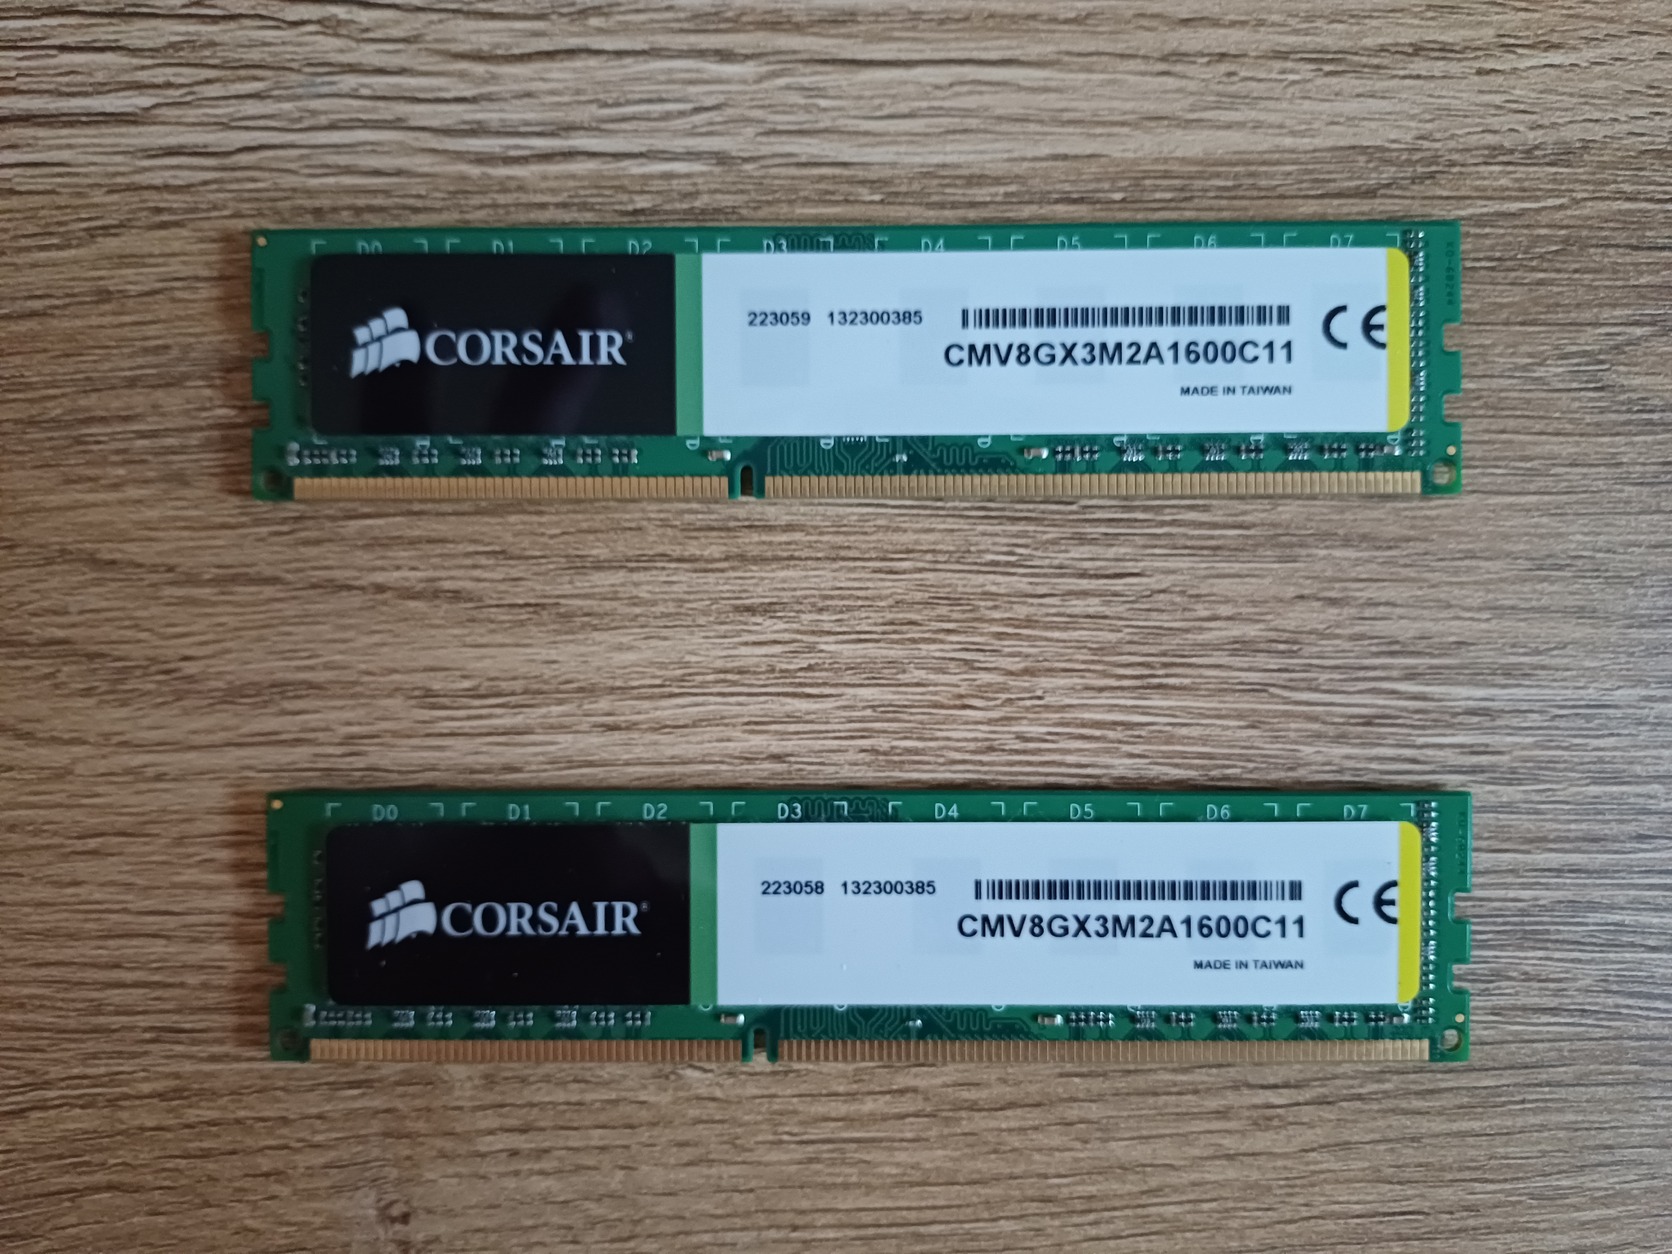 D0 D1 D2 D3 D4 D5 D6 D7
CORSAIR
223059 132300385
CMV8GX3M2A1600C11
MADE IN TAIWAN
CE
D0 D1 D2 D3 D4 D5 D6 D7
CORSAIR
223058 132300385
CMV8GX3M2A1600C11
MADE IN TAIWAN
CE